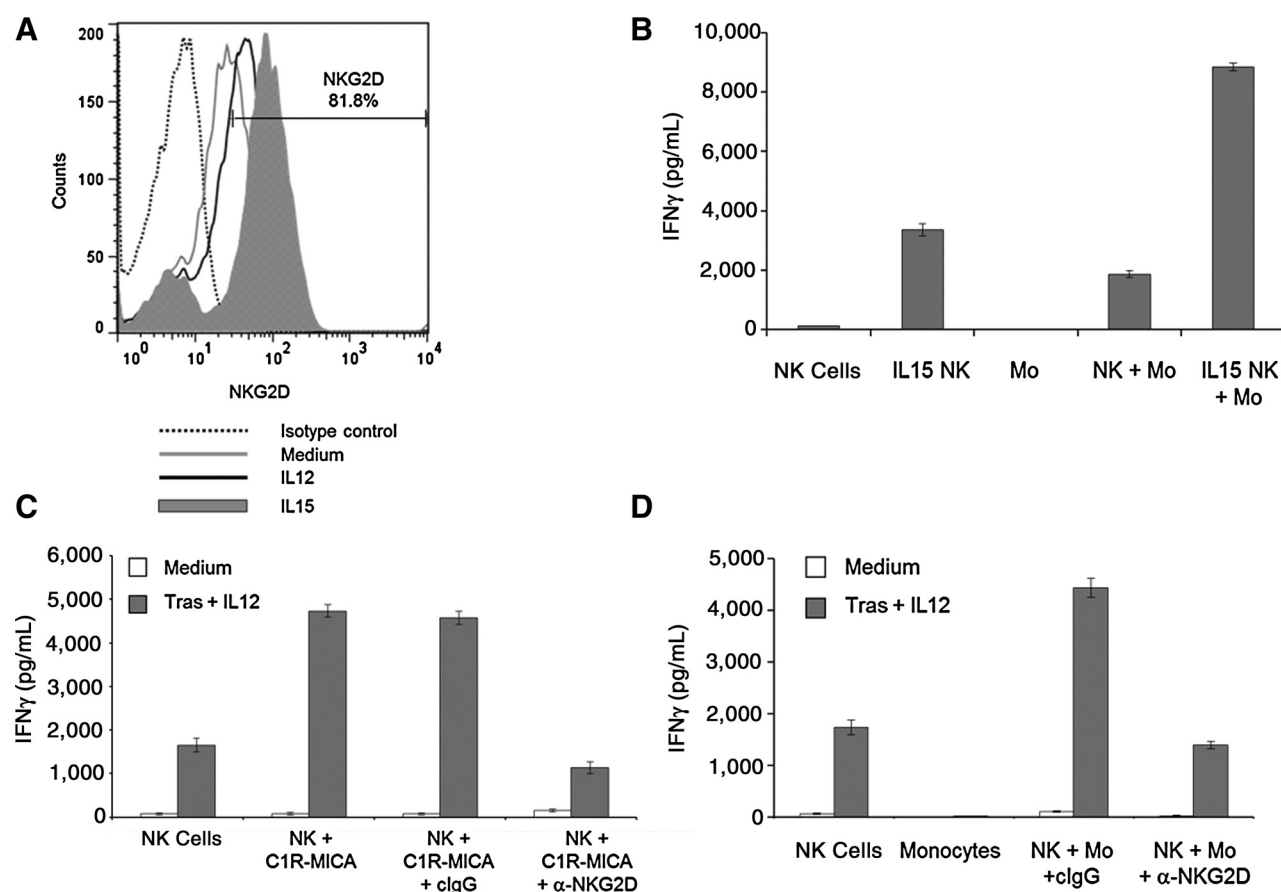 A
200
150
100
50
0
Counts
NKG2D
81.8%
10^0 10^1 10^2 10^3 10^4
NKG2D
Isotype control
Medium
IL12
IL15
B
10,000
8,000
6,000
4,000
2,000
0
IFNγ (pg/mL)
NK Cells IL15 NK Mo NK + Mo IL15 NK
+ Mo
C
6,000
5,000
4,000
3,000
2,000
1,000
0
IFNγ (pg/mL)
Medium
Tras + IL12
NK Cells NK + NK + NK +
C1R-MICA C1R-MICA C1R-MICA
+ cIgG + α-NKG2D
D
5,000
4,000
3,000
2,000
1,000
0
IFNγ (pg/mL)
Medium
Tras + IL12
NK Cells Monocytes NK + Mo NK + Mo
+cIgG + α-NKG2D